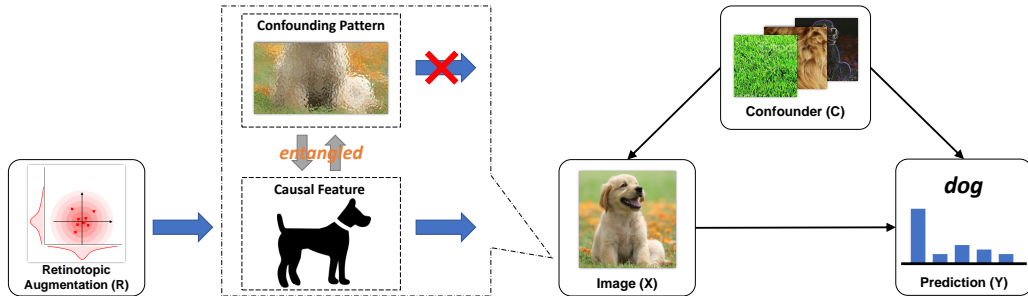 Confounding Pattern
entangled
Causal Feature
Retinotopic
Augmentation (R)
Confounder (C)
Image (X)
dog
Prediction (Y)